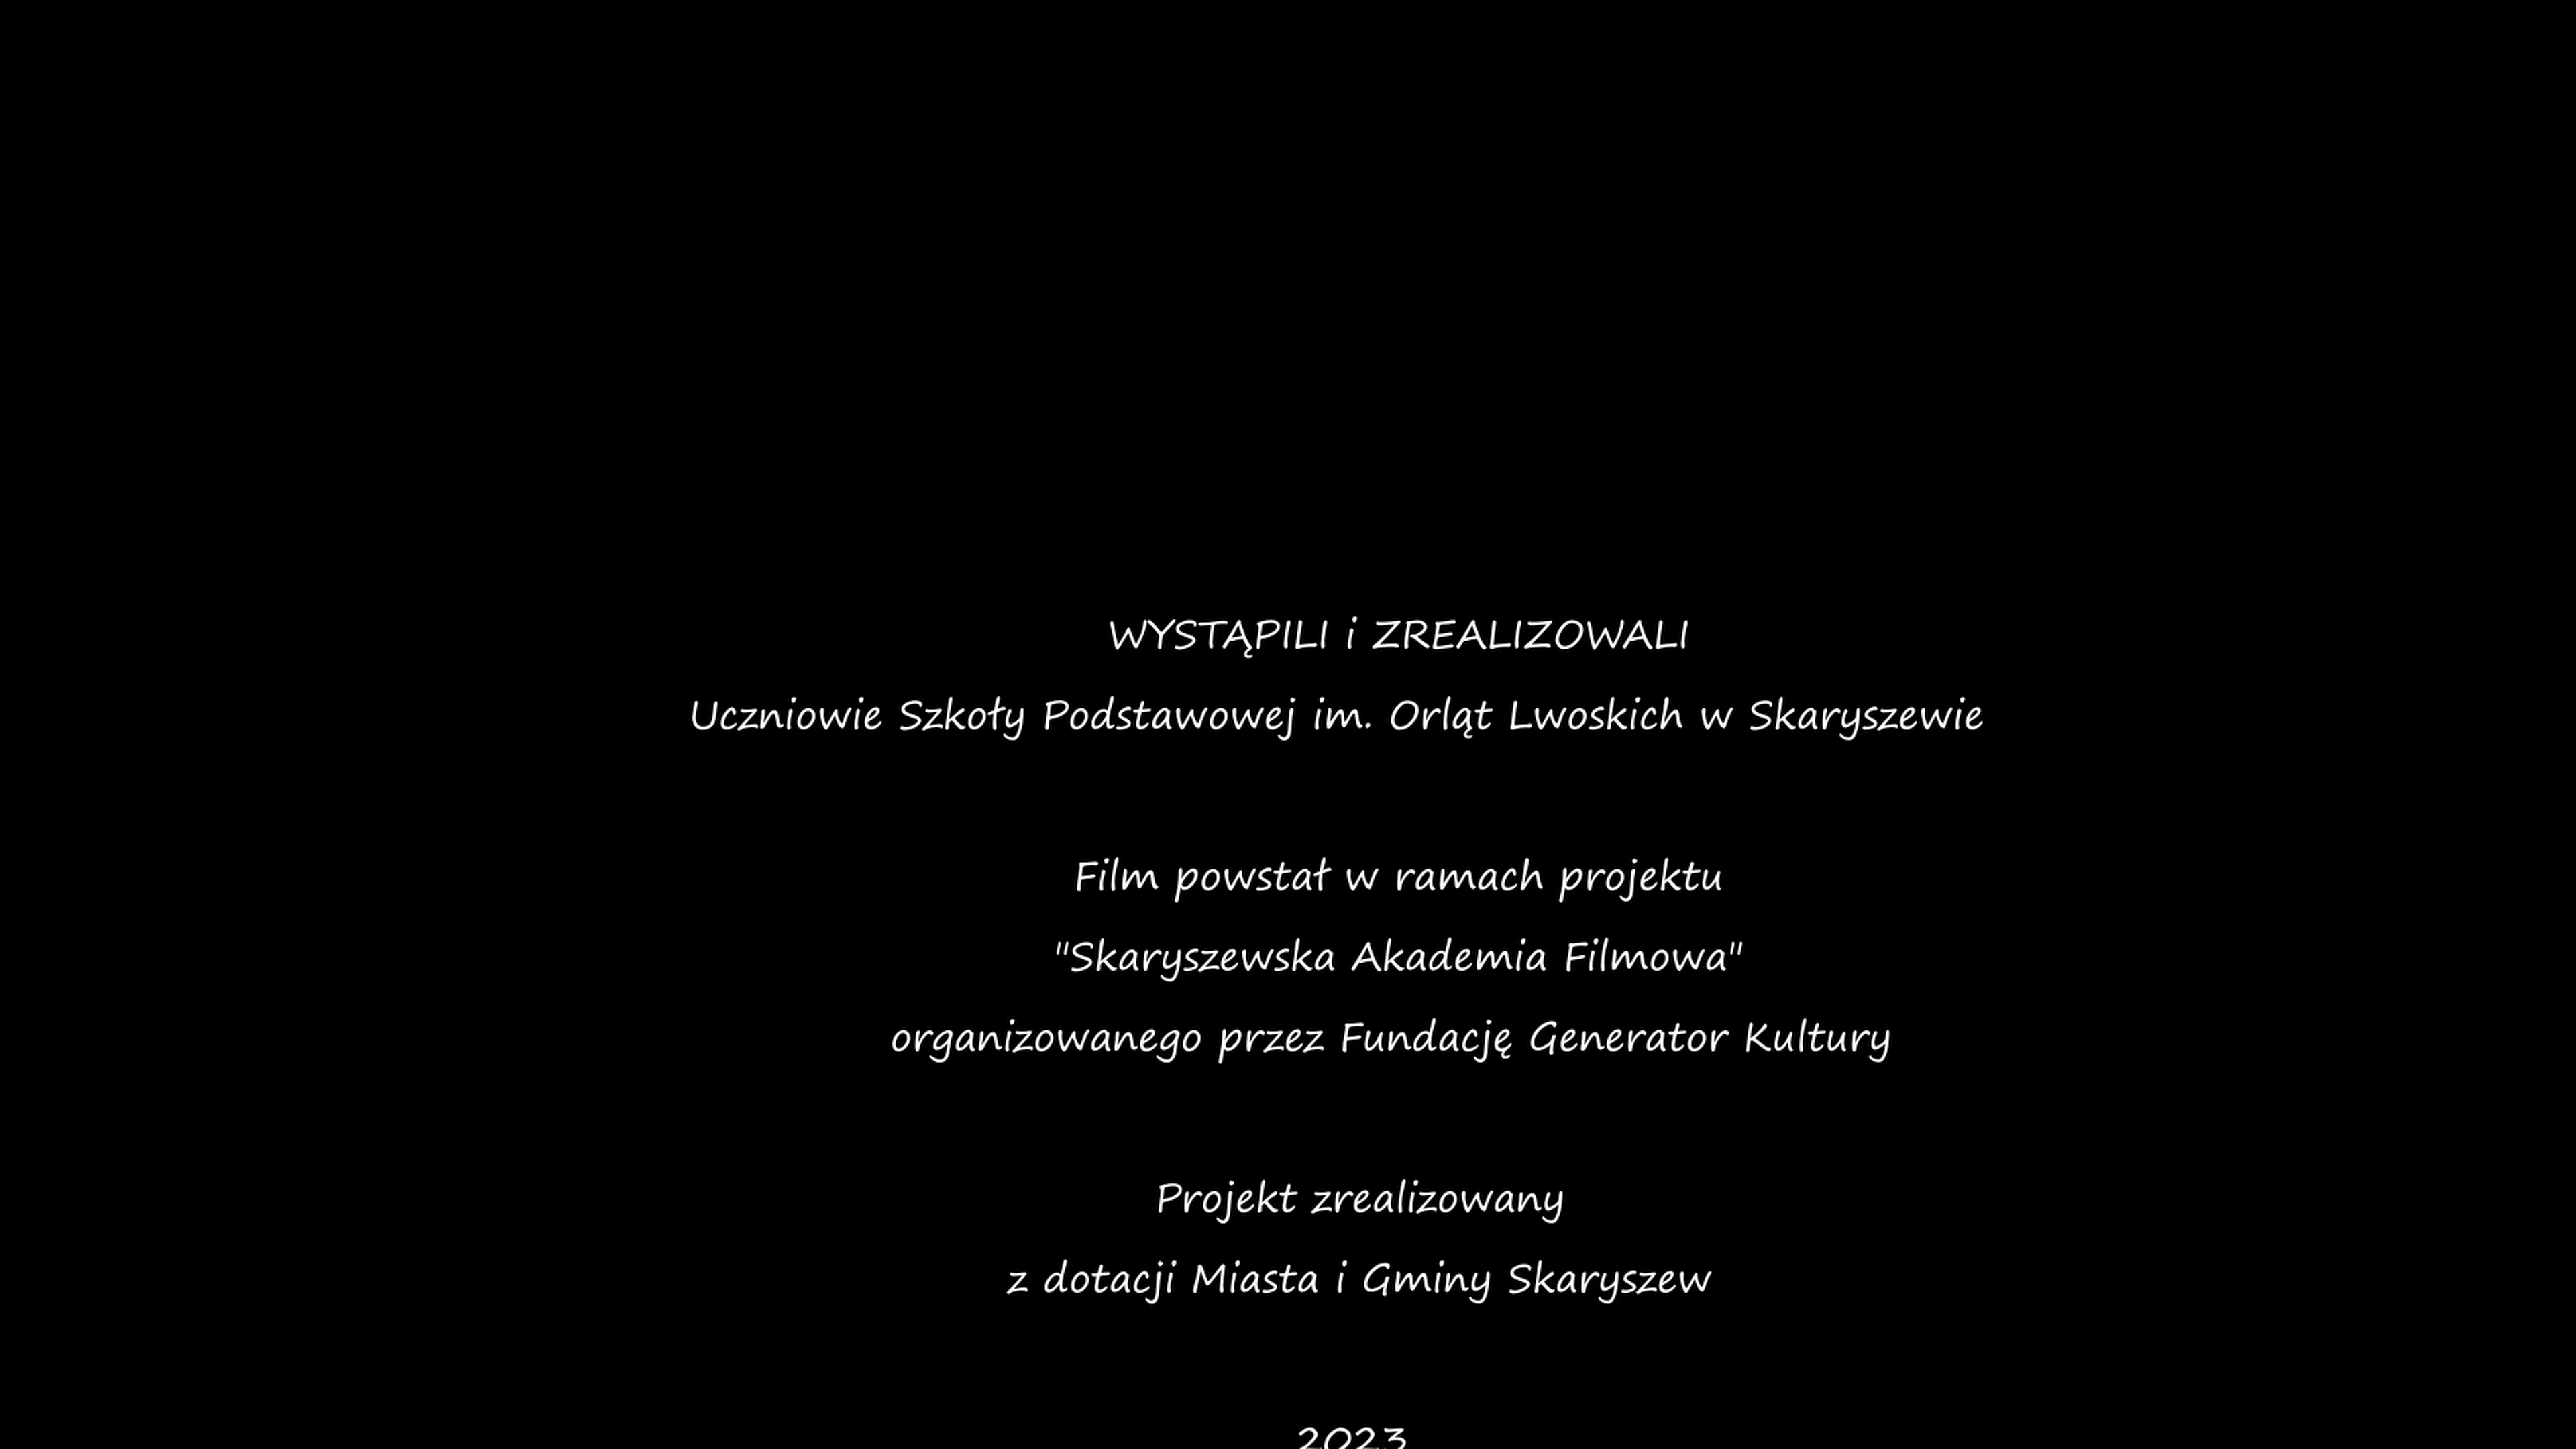 WYSTĄPILI i ZREALIZOWALI
Uczniowie Szkoły Podstawowej im. Orląt Lwoskich w Skaryszewie
Film powstał w ramach projektu
"Skaryszewska Akademia Filmowa"
organizowanego przez Fundację Generator Kultury
Projekt zrealizowany
z dotacji Miasta i Gminy Skaryszew
2023